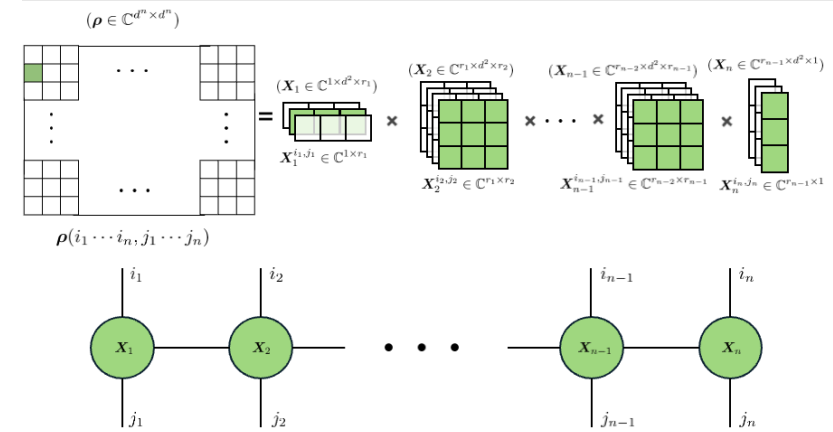 (ρ ∈ ℂ^{d^n×d^n})
(X_1 ∈ ℂ^{1×d^2×r_1}) (X_2 ∈ ℂ^{r_1×d^2×r_2}) (X_{n−1} ∈ ℂ^{r_{n−2}×d^2×r_{n−1}}) (X_n ∈ ℂ^{r_{n−1}×d^2×1})
= × × ⋯ × ×
X_1^{i_1,j_1} ∈ ℂ^{1×r_1} X_2^{i_2,j_2} ∈ ℂ^{r_1×r_2} X_{n−1}^{i_{n−1},j_{n−1}} ∈ ℂ^{r_{n−2}×r_{n−1}} X_n^{i_n,j_n} ∈ ℂ^{r_{n−1}×1}
ρ(i_1 ⋯ i_n, j_1 ⋯ j_n)
i_1 i_2 i_{n−1} i_n
X_1 X_2 X_{n−1} X_n
j_1 j_2 j_{n−1} j_n